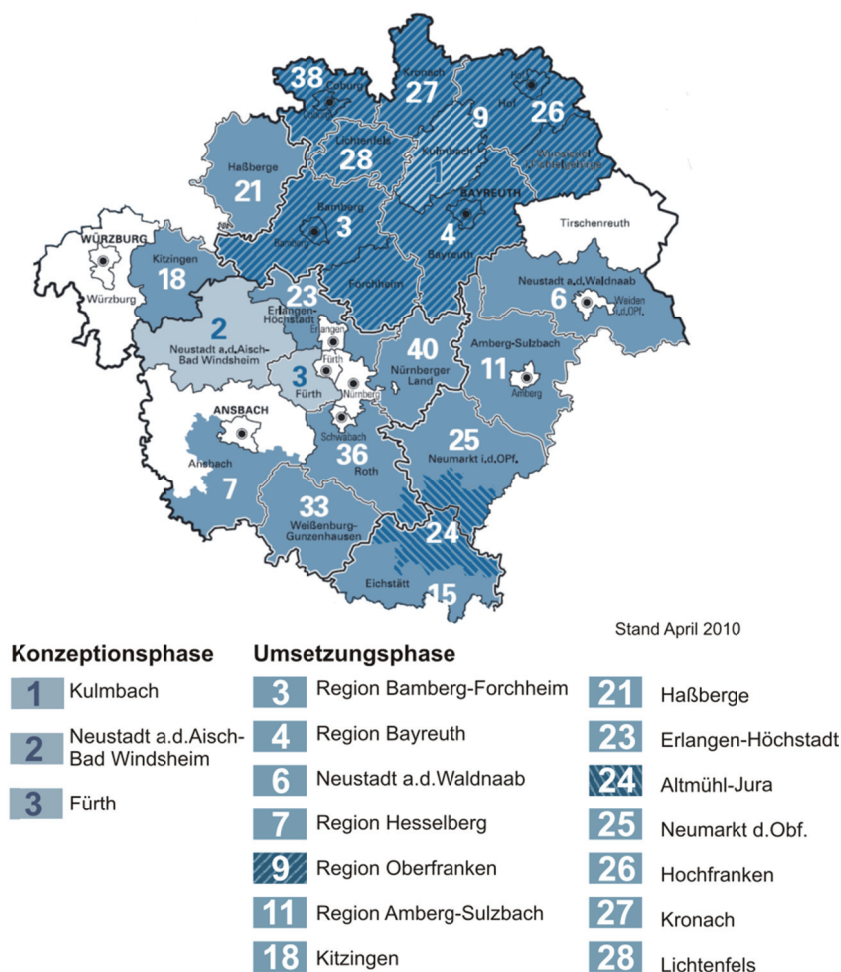 38
Coburg
Coburg
Kronach
27
9
Hof
Hof
26
Lichtenfels
28
Kulmbach
1
Haßberge
21
BAYREUTH
Bamberg
3
Bamberg
4
Bayreuth
Tirschenreuth
WÜRZBURG
Würzburg
Kitzingen
18
Forchheim
Neustadt a.d.Waldnaab
6
Weiden
i.d.OPf.
23
Erlangen-
Höchstadt
2
Neustadt a.d.Aisch-
Bad Windsheim
Erlangen
40
Nürnberger
Land
Amberg-Sulzbach
11
Amberg
3
Fürth
Fürth
Nürnberg
ANSBACH
Schwabach
36
Roth
25
Neumarkt i.d.OPf.
Ansbach
7
33
Weißenburg-
Gunzenhausen
24
Eichstätt
15
Stand April 2010
Konzeptionsphase
1 Kulmbach
2 Neustadt a.d.Aisch-
Bad Windsheim
3 Fürth
Umsetzungsphase
3 Region Bamberg-Forchheim
4 Region Bayreuth
6 Neustadt a.d.Waldnaab
7 Region Hesselberg
9 Region Oberfranken
11 Region Amberg-Sulzbach
18 Kitzingen
21 Haßberge
23 Erlangen-Höchstadt
24 Altmühl-Jura
25 Neumarkt d.Obf.
26 Hochfranken
27 Kronach
28 Lichtenfels